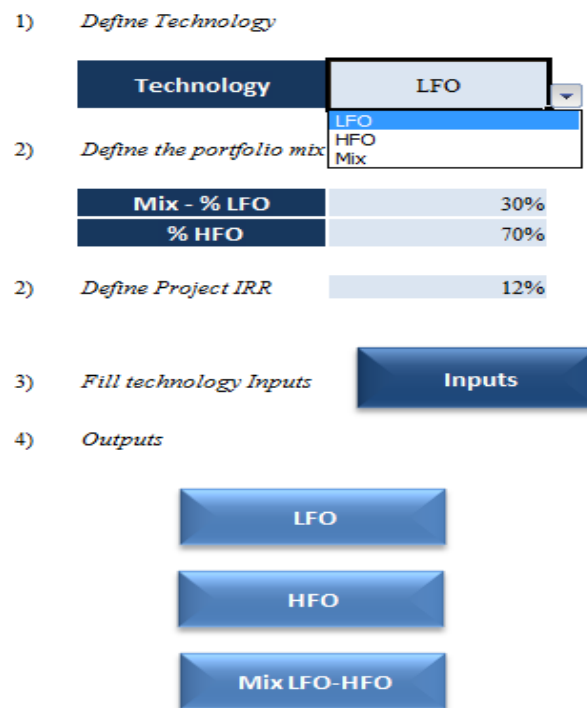 1) Define Technology
Technology LFO
LFO
HFO
Mix
2) Define the portfolio mix
Mix - % LFO 30%
% HFO 70%
2) Define Project IRR 12%
3) Fill technology Inputs Inputs
4) Outputs
LFO
HFO
Mix LFO-HFO